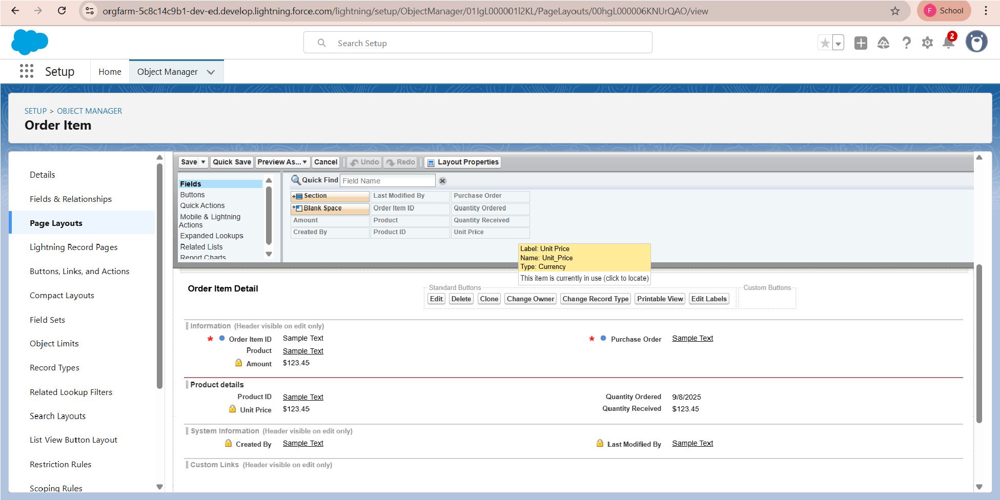 orgfarm-5c8c14c9b1-dev-ed.develop.lightning.force.com/lightning/setup/ObjectManager/01IgL000001I2KL/PageLayouts/00hgL000006KNUrQAO/view
F School
Search Setup
2
Setup Home Object Manager
SETUP > OBJECT MANAGER
Order Item
Details
Fields & Relationships
Page Layouts
Lightning Record Pages
Buttons, Links, and Actions
Compact Layouts
Field Sets
Object Limits
Record Types
Related Lookup Filters
Search Layouts
List View Button Layout
Restriction Rules
Scoping Rules
Save Quick Save Preview As... Cancel Undo Redo Layout Properties
Fields
Buttons
Quick Actions
Mobile & Lightning
Actions
Expanded Lookups
Related Lists
Report Charts
Quick Find Field Name
Section Last Modified By Purchase Order
Blank Space Order Item ID Quantity Ordered
Amount Product Quantity Received
Created By Product ID Unit Price
Label: Unit Price
Name: Unit_Price
Type: Currency
This item is currently in use (click to locate)
Order Item Detail
Standard Buttons
Edit Delete Clone Change Owner Change Record Type Printable View Edit Labels
Custom Buttons
Information (Header visible on edit only)
* Order Item ID Sample Text * Purchase Order Sample Text
Product Sample Text
Amount $123.45
Product details
Product ID Sample Text Quantity Ordered 9/8/2025
Unit Price $123.45 Quantity Received $123.45
System Information (Header visible on edit only)
Created By Sample Text Last Modified By Sample Text
Custom Links (Header visible on edit only)